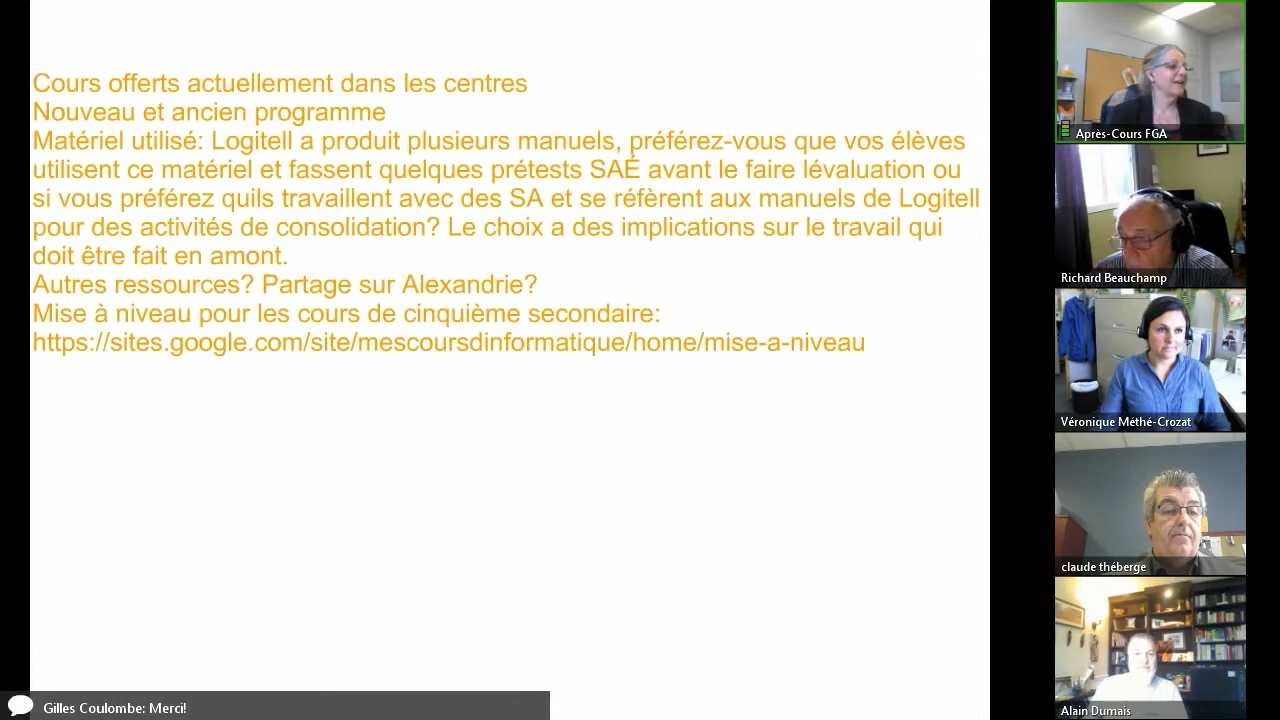 Cours offerts actuellement dans les centres
Nouveau et ancien programme
Matériel utilisé: Logitell a produit plusieurs manuels, préférez-vous que vos élèves
utilisent ce matériel et fassent quelques prétests SAÉ avant le faire lévaluation ou
si vous préférez quils travaillent avec des SA et se réfèrent aux manuels de Logitell
pour des activités de consolidation? Le choix a des implications sur le travail qui
doit être fait en amont.
Autres ressources? Partage sur Alexandrie?
Mise à niveau pour les cours de cinquième secondaire:
https://sites.google.com/site/mescoursdinformatique/home/mise-a-niveau
Après-Cours FGA
Richard Beauchamp
Véronique Méthé-Crozat
claude théberge
Alain Dumais
Gilles Coulombe: Merci!